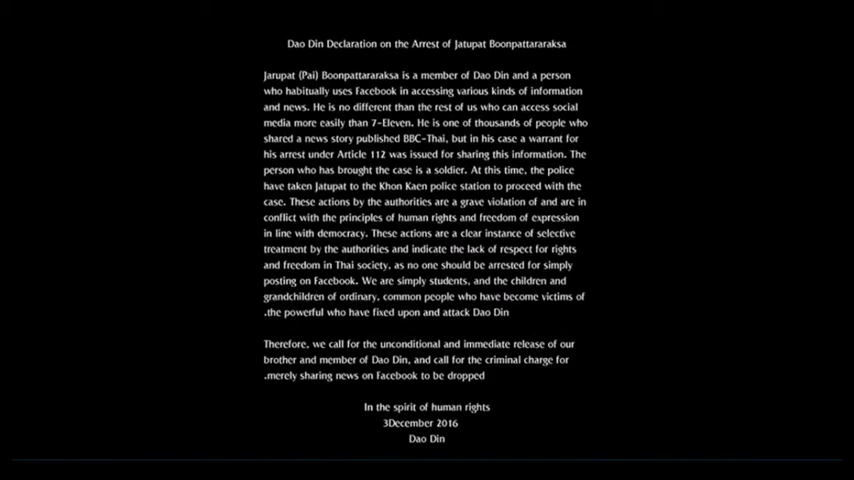 Dao Din Declaration on the Arrest of Jatupat Boonpattararaksa
Jarupat (Pai) Boonpattararaksa is a member of Dao Din and a person
who habitually uses Facebook in accessing various kinds of information
and news. He is no different than the rest of us who can access social
media more easily than 7-Eleven. He is one of thousands of people who
shared a news story published BBC-Thai, but in his case a warrant for
his arrest under Article 112 was issued for sharing this information. The
person who has brought the case is a soldier. At this time, the police
have taken Jatupat to the Khon Kaen police station to proceed with the
case. These actions by the authorities are a grave violation of and are in
conflict with the principles of human rights and freedom of expression
in line with democracy. These actions are a clear instance of selective
treatment by the authorities and indicate the lack of respect for rights
and freedom in Thai society, as no one should be arrested for simply
posting on Facebook. We are simply students, and the children and
grandchildren of ordinary, common people who have become victims of
.the powerful who have fixed upon and attack Dao Din
Therefore, we call for the unconditional and immediate release of our
brother and member of Dao Din, and call for the criminal charge for
.merely sharing news on Facebook to be dropped
In the spirit of human rights
3December 2016
Dao Din